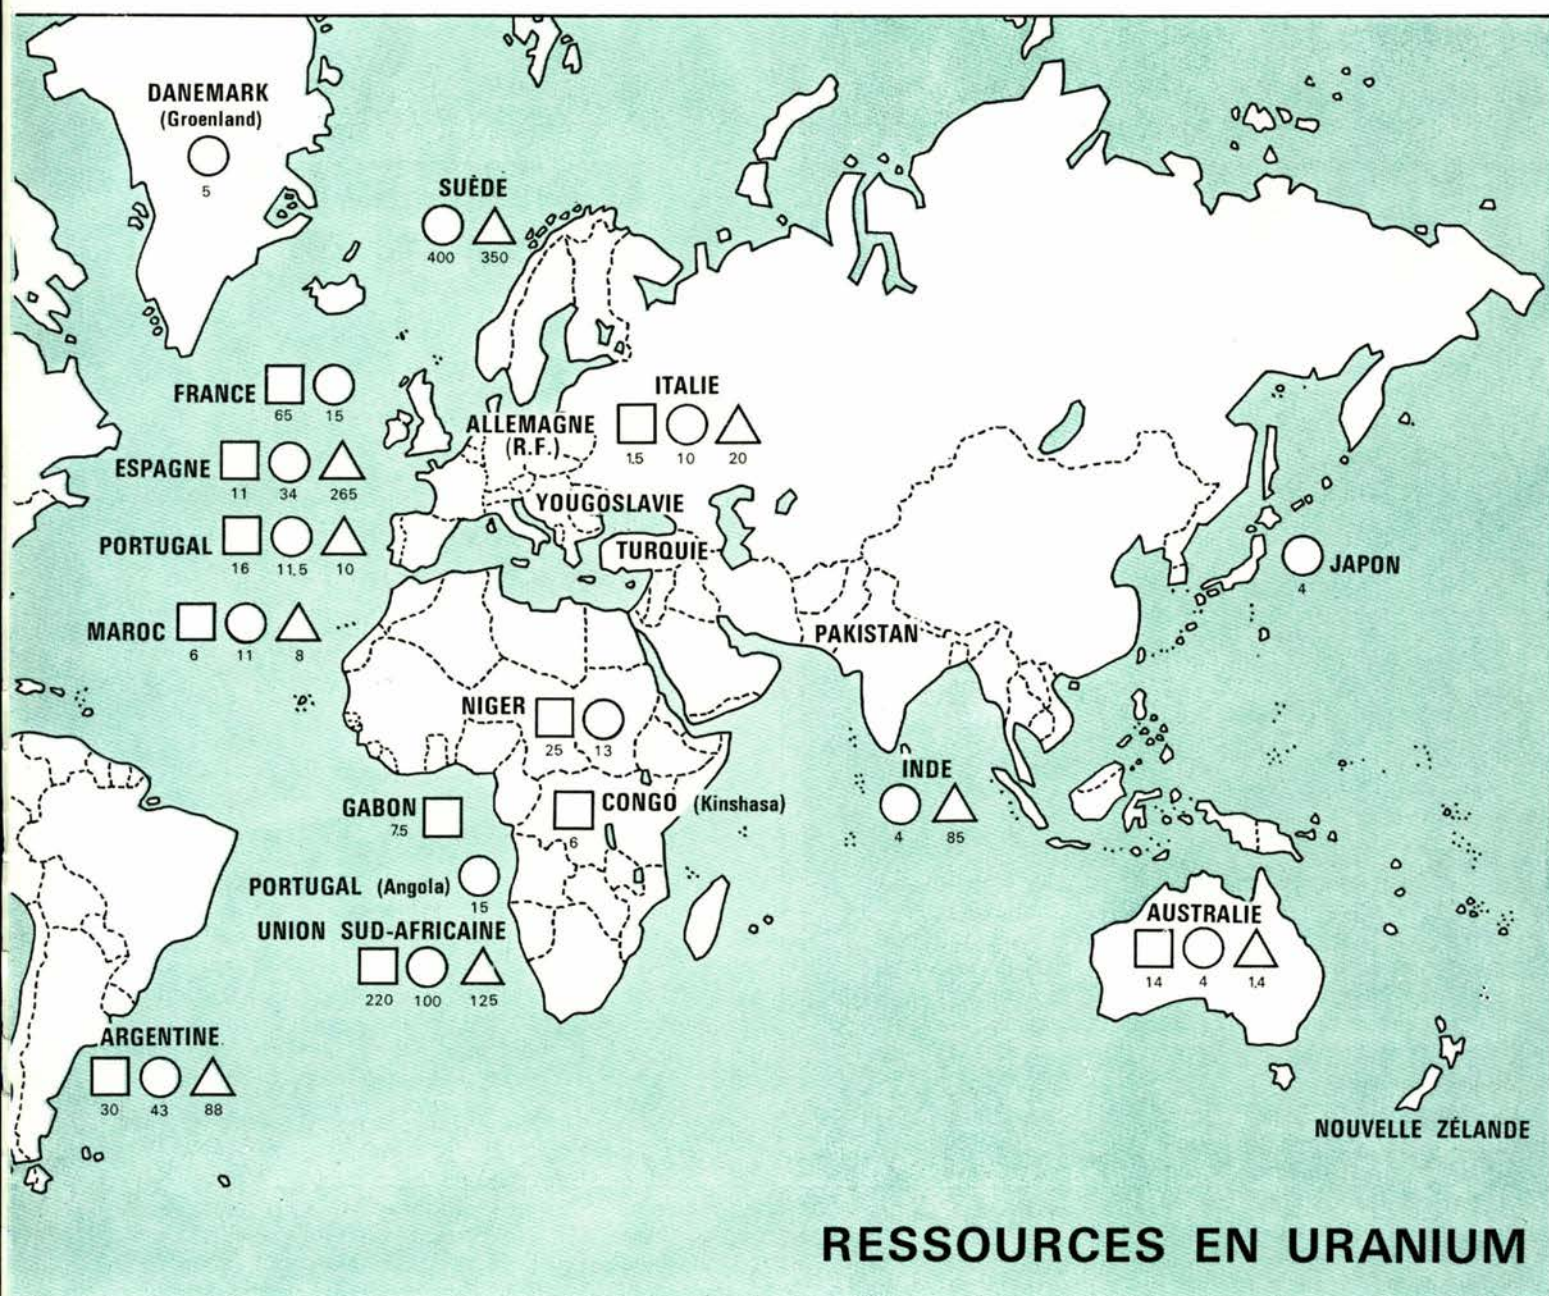 DANEMARK
(Groenland)
5
SUÈDE
400 350
FRANCE
65 15
ITALIE
1.5 10 20
ALLEMAGNE
(R.F.)
ESPAGNE
11 34 265
YOUGOSLAVIE
PORTUGAL
16 11,5 10
TURQUIE
JAPON
4
MAROC
6 11 8
PAKISTAN
NIGER
25 13
INDE
4 85
GABON
7.5
CONGO (Kinshasa)
6
PORTUGAL (Angola)
15
UNION SUD-AFRICAINE
220 100 125
AUSTRALIE
14 4 1,4
ARGENTINE
30 43 88
NOUVELLE ZÉLANDE
RESSOURCES EN URANIUM